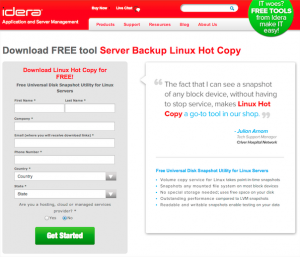 idera
Application and Server Management
Buy Now
Live Chat
Products Support Resources Blog About Us
IT woes?
FREE TOOLS
from Idera
make IT
easy!
Download FREE tool Server Backup Linux Hot Copy
Download Linux Hot Copy for
FREE!
Free Universal Disk Snapshot Utility for Linux
Servers
First Name *
Last Name *
Company *
Email (where you will receive download links) *
Phone Number *
Country *
Country
State *
State
Are you a hosting, cloud or managed services
provider? *
Yes No
Get Started
The fact that I can see a snapshot
of any block device, without having
to stop service, makes Linux Hot
Copy a go-to tool in our shop.
Tech Support Manager
Free Universal Disk Snapshot Utility for Linux Servers
Volume copy service for Linux takes point-in-time snapshots
Snapshots any mounted file system on most block devices
No special storage needed; uses free space on your disk
Outstanding performance compared to LVM snapshots
Readable and writable snapshots enable testing on your data